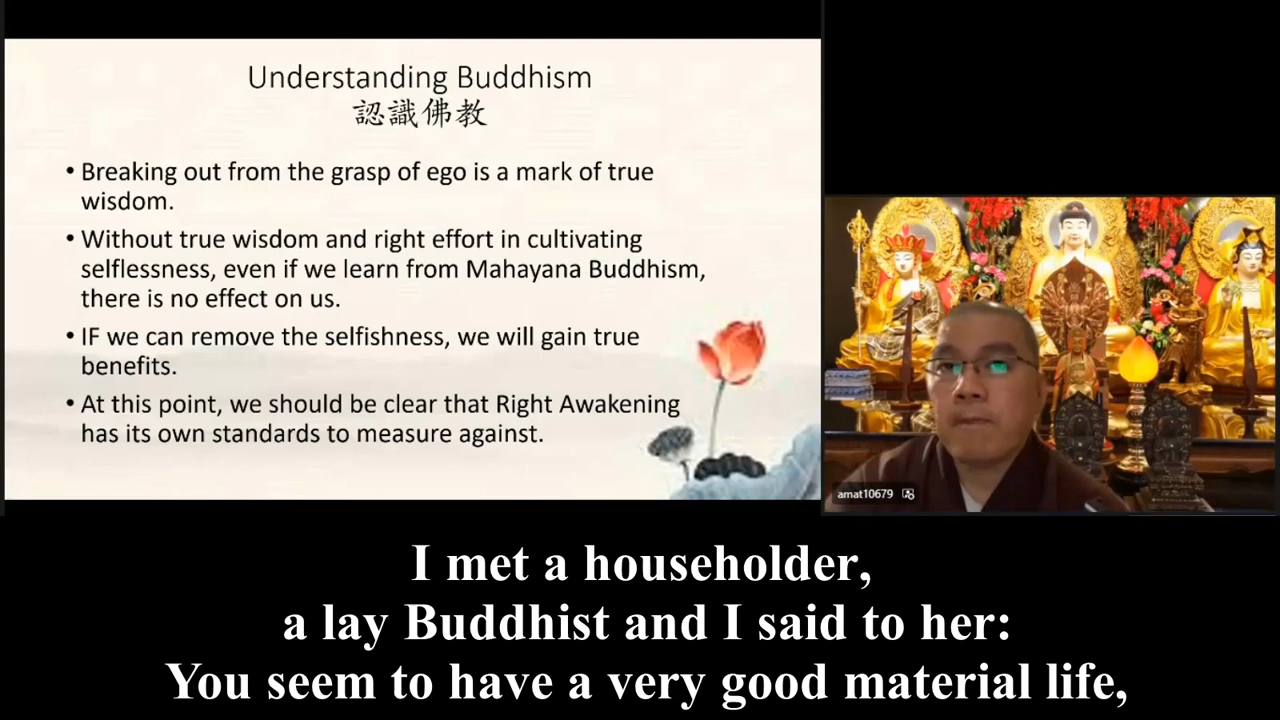 Understanding Buddhism
認識佛教
• Breaking out from the grasp of ego is a mark of true
wisdom.
• Without true wisdom and right effort in cultivating
selflessness, even if we learn from Mahayana Buddhism,
there is no effect on us.
• IF we can remove the selfishness, we will gain true
benefits.
• At this point, we should be clear that Right Awakening
has its own standards to measure against.
amat10679
I met a householder,
a lay Buddhist and I said to her:
You seem to have a very good material life,